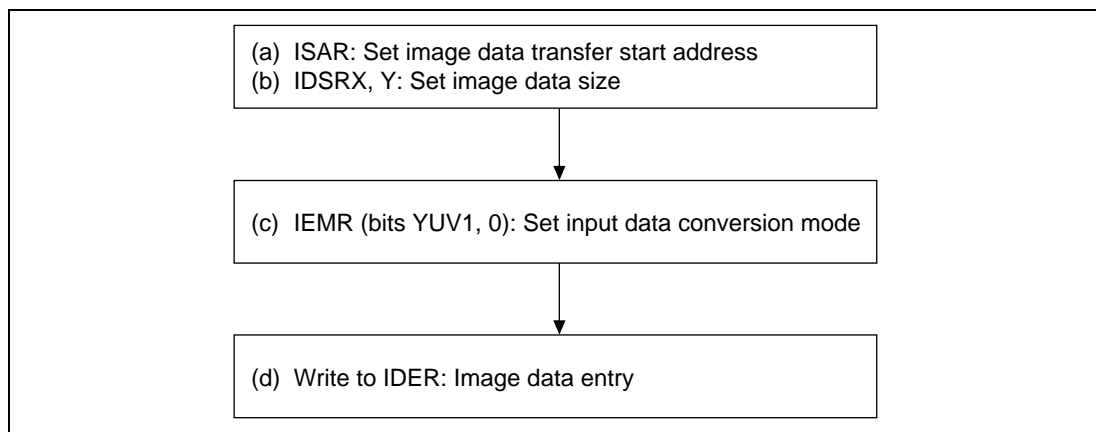 (a) ISAR: Set image data transfer start address
(b) IDSRX, Y: Set image data size
(c) IEMR (bits YUV1, 0): Set input data conversion mode
(d) Write to IDER: Image data entry